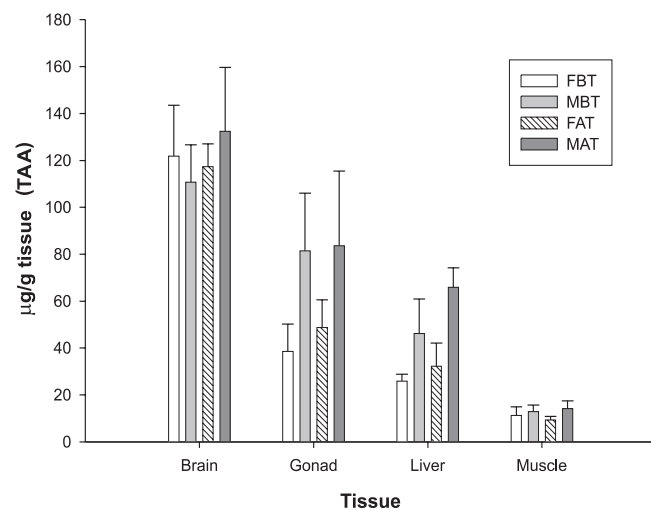 180
160
140
120
100
80
60
40
20
0
µg/g tissue (TAA)
FBT
MBT
FAT
MAT
Brain Gonad Liver Muscle
Tissue